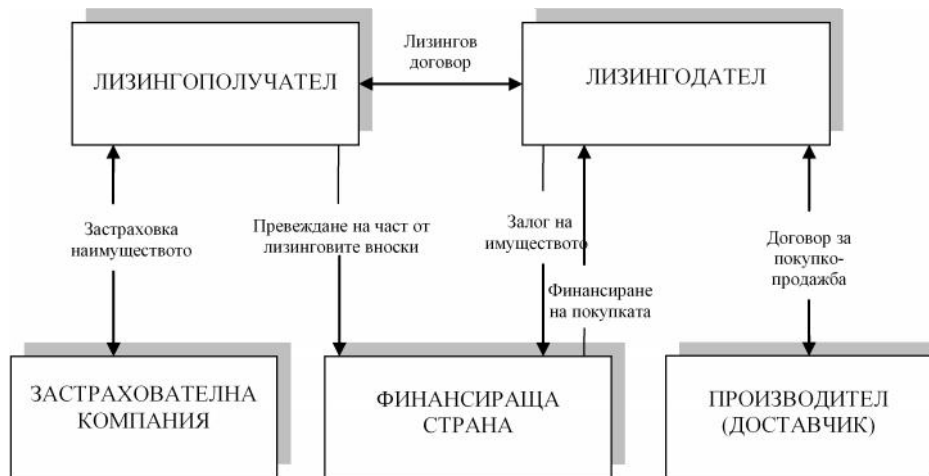 Лизингов
договор
ЛИЗИНГОПОЛУЧАТЕЛ
ЛИЗИНГОДАТЕЛ
Застраховка
наимуществото
Превеждане на част от
лизинговите вноски
Залог на
имуществото
Финансиране
на покупката
Договор за
покупко-
продажба
ЗАСТРАХОВАТЕЛНА
КОМПАНИЯ
ФИНАНСИРАЩА
СТРАНА
ПРОИЗВОДИТЕЛ
(ДОСТАВЧИК)